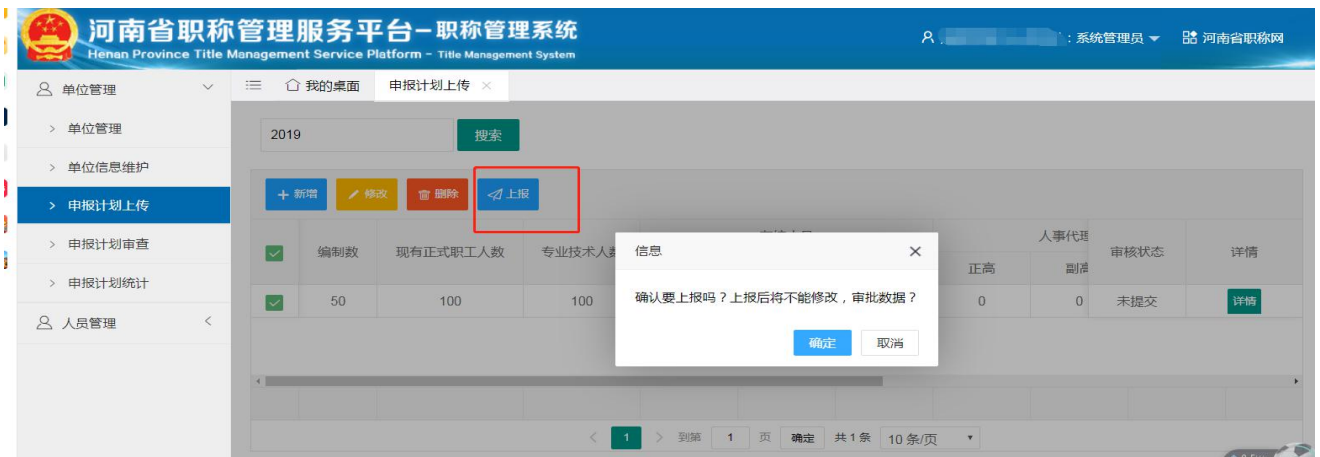 河南省职称管理服务平台-职称管理系统
Henan Province Title Management Service Platform - Title Management System
：系统管理员
河南省职称网
单位管理
我的桌面
申报计划上传
> 单位管理
2019
搜索
> 单位信息维护
> 申报计划上传
新增
修改
删除
上报
> 申报计划审查
编制数
现有正式职工人数
专业技术人数
信息
人事代理
正高
副高
审核状态
详情
> 申报计划统计
50
100
100
确认要上报吗？上报后将不能修改，审批数据？
0
0
未提交
详情
人员管理
确定
取消
1
到第
1
页
确定
共 1 条
10 条/页